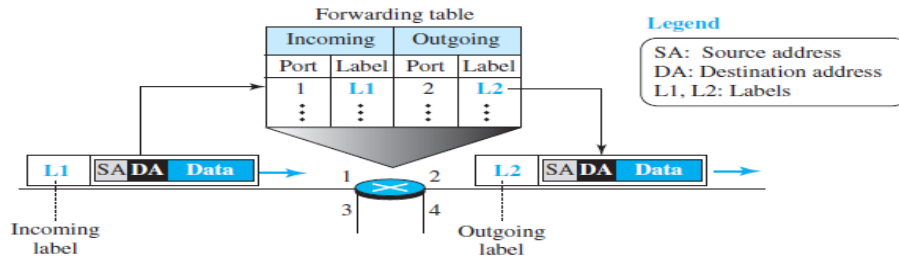 Forwarding table
Incoming Outgoing
Port Label Port Label
1 L1 2 L2
Legend
SA: Source address
DA: Destination address
L1, L2: Labels
L1 SA DA Data
1 2
3 4
L2 SA DA Data
Incoming
label
Outgoing
label